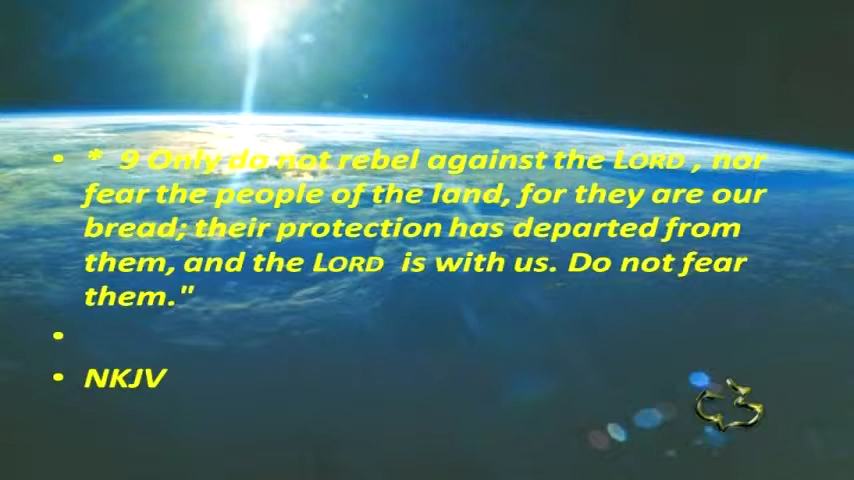 • * 9 Only do not rebel against the LORD , nor
fear the people of the land, for they are our
bread; their protection has departed from
them, and the LORD is with us. Do not fear
them."
•
• NKJV